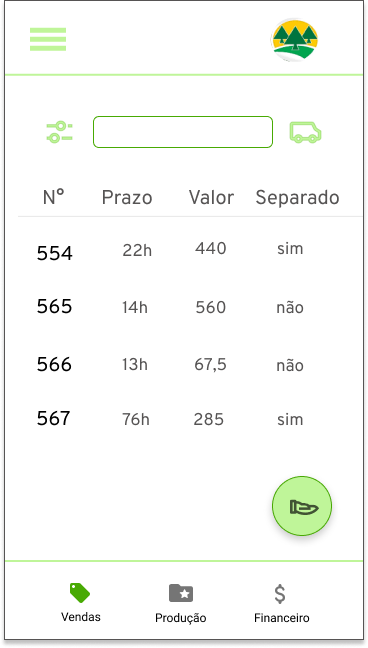 Nº Prazo Valor Separado
554 22h 440 sim
565 14h 560 não
566 13h 67,5 não
567 76h 285 sim
Vendas Produção Financeiro